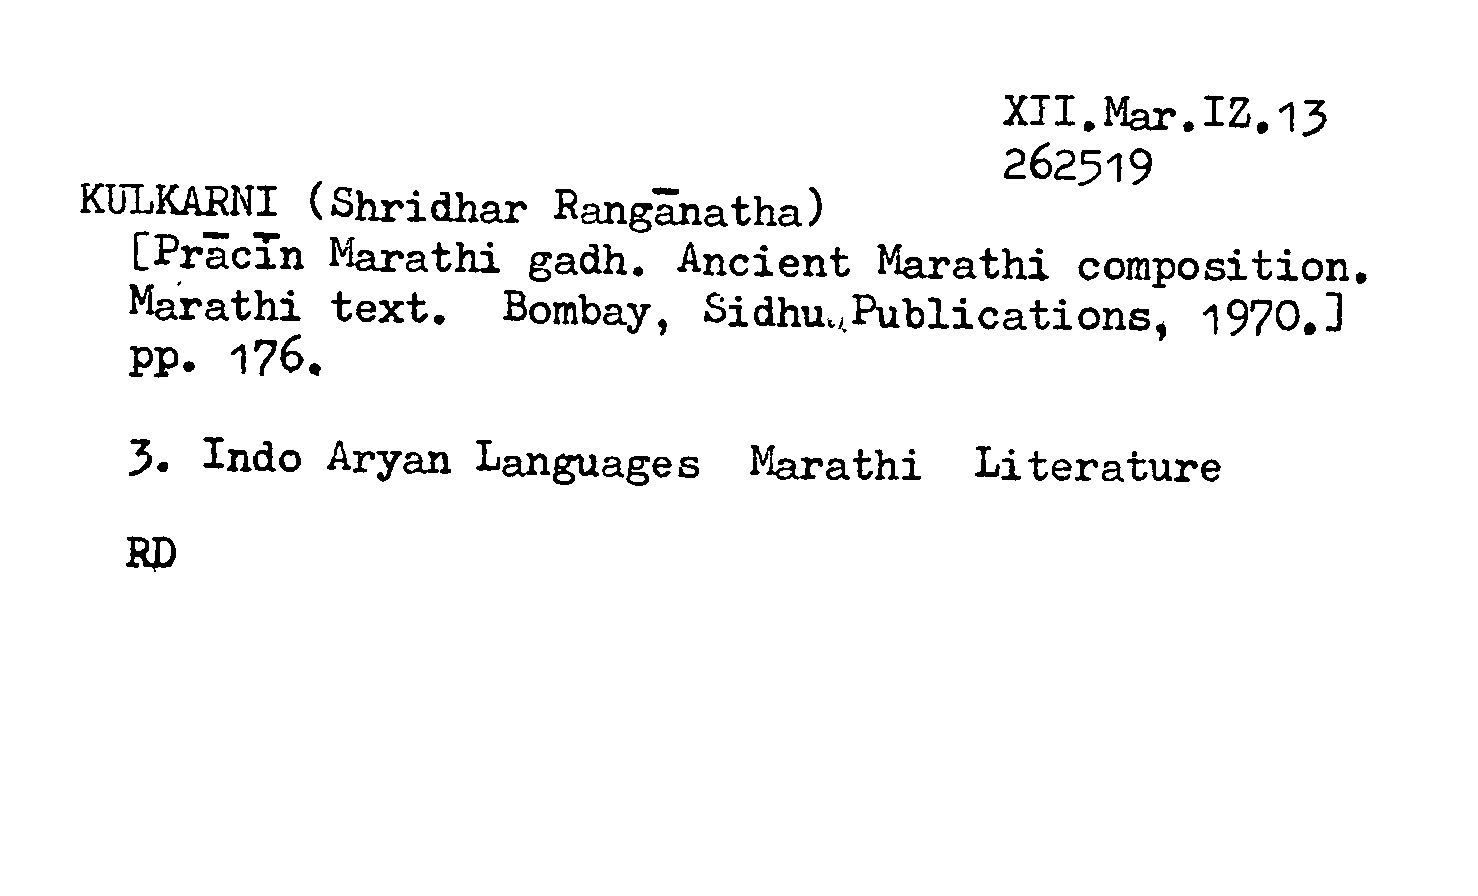 XII.Mar.IZ.13
262519
KULKARNI (Shridhar Rangānatha)
[Prācīn Marathi gadh. Ancient Marathi composition.
Marathi text. Bombay, Sidhu Publications, 1970.]
pp. 176.
3. Indo Aryan Languages Marathi Literature
RD